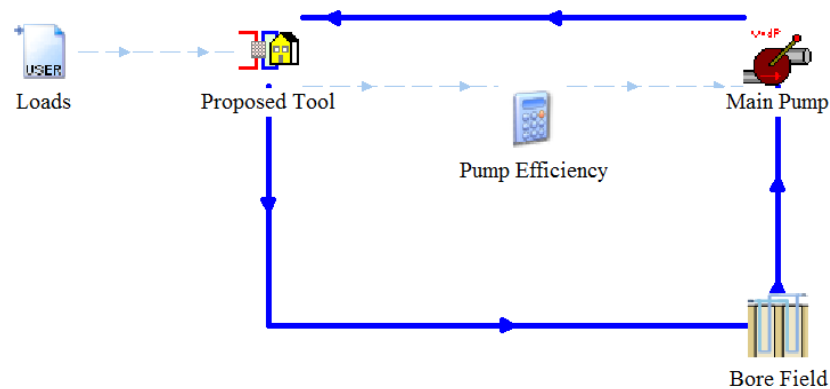 USER
Loads
Proposed Tool
Main Pump
Pump Efficiency
Bore Field